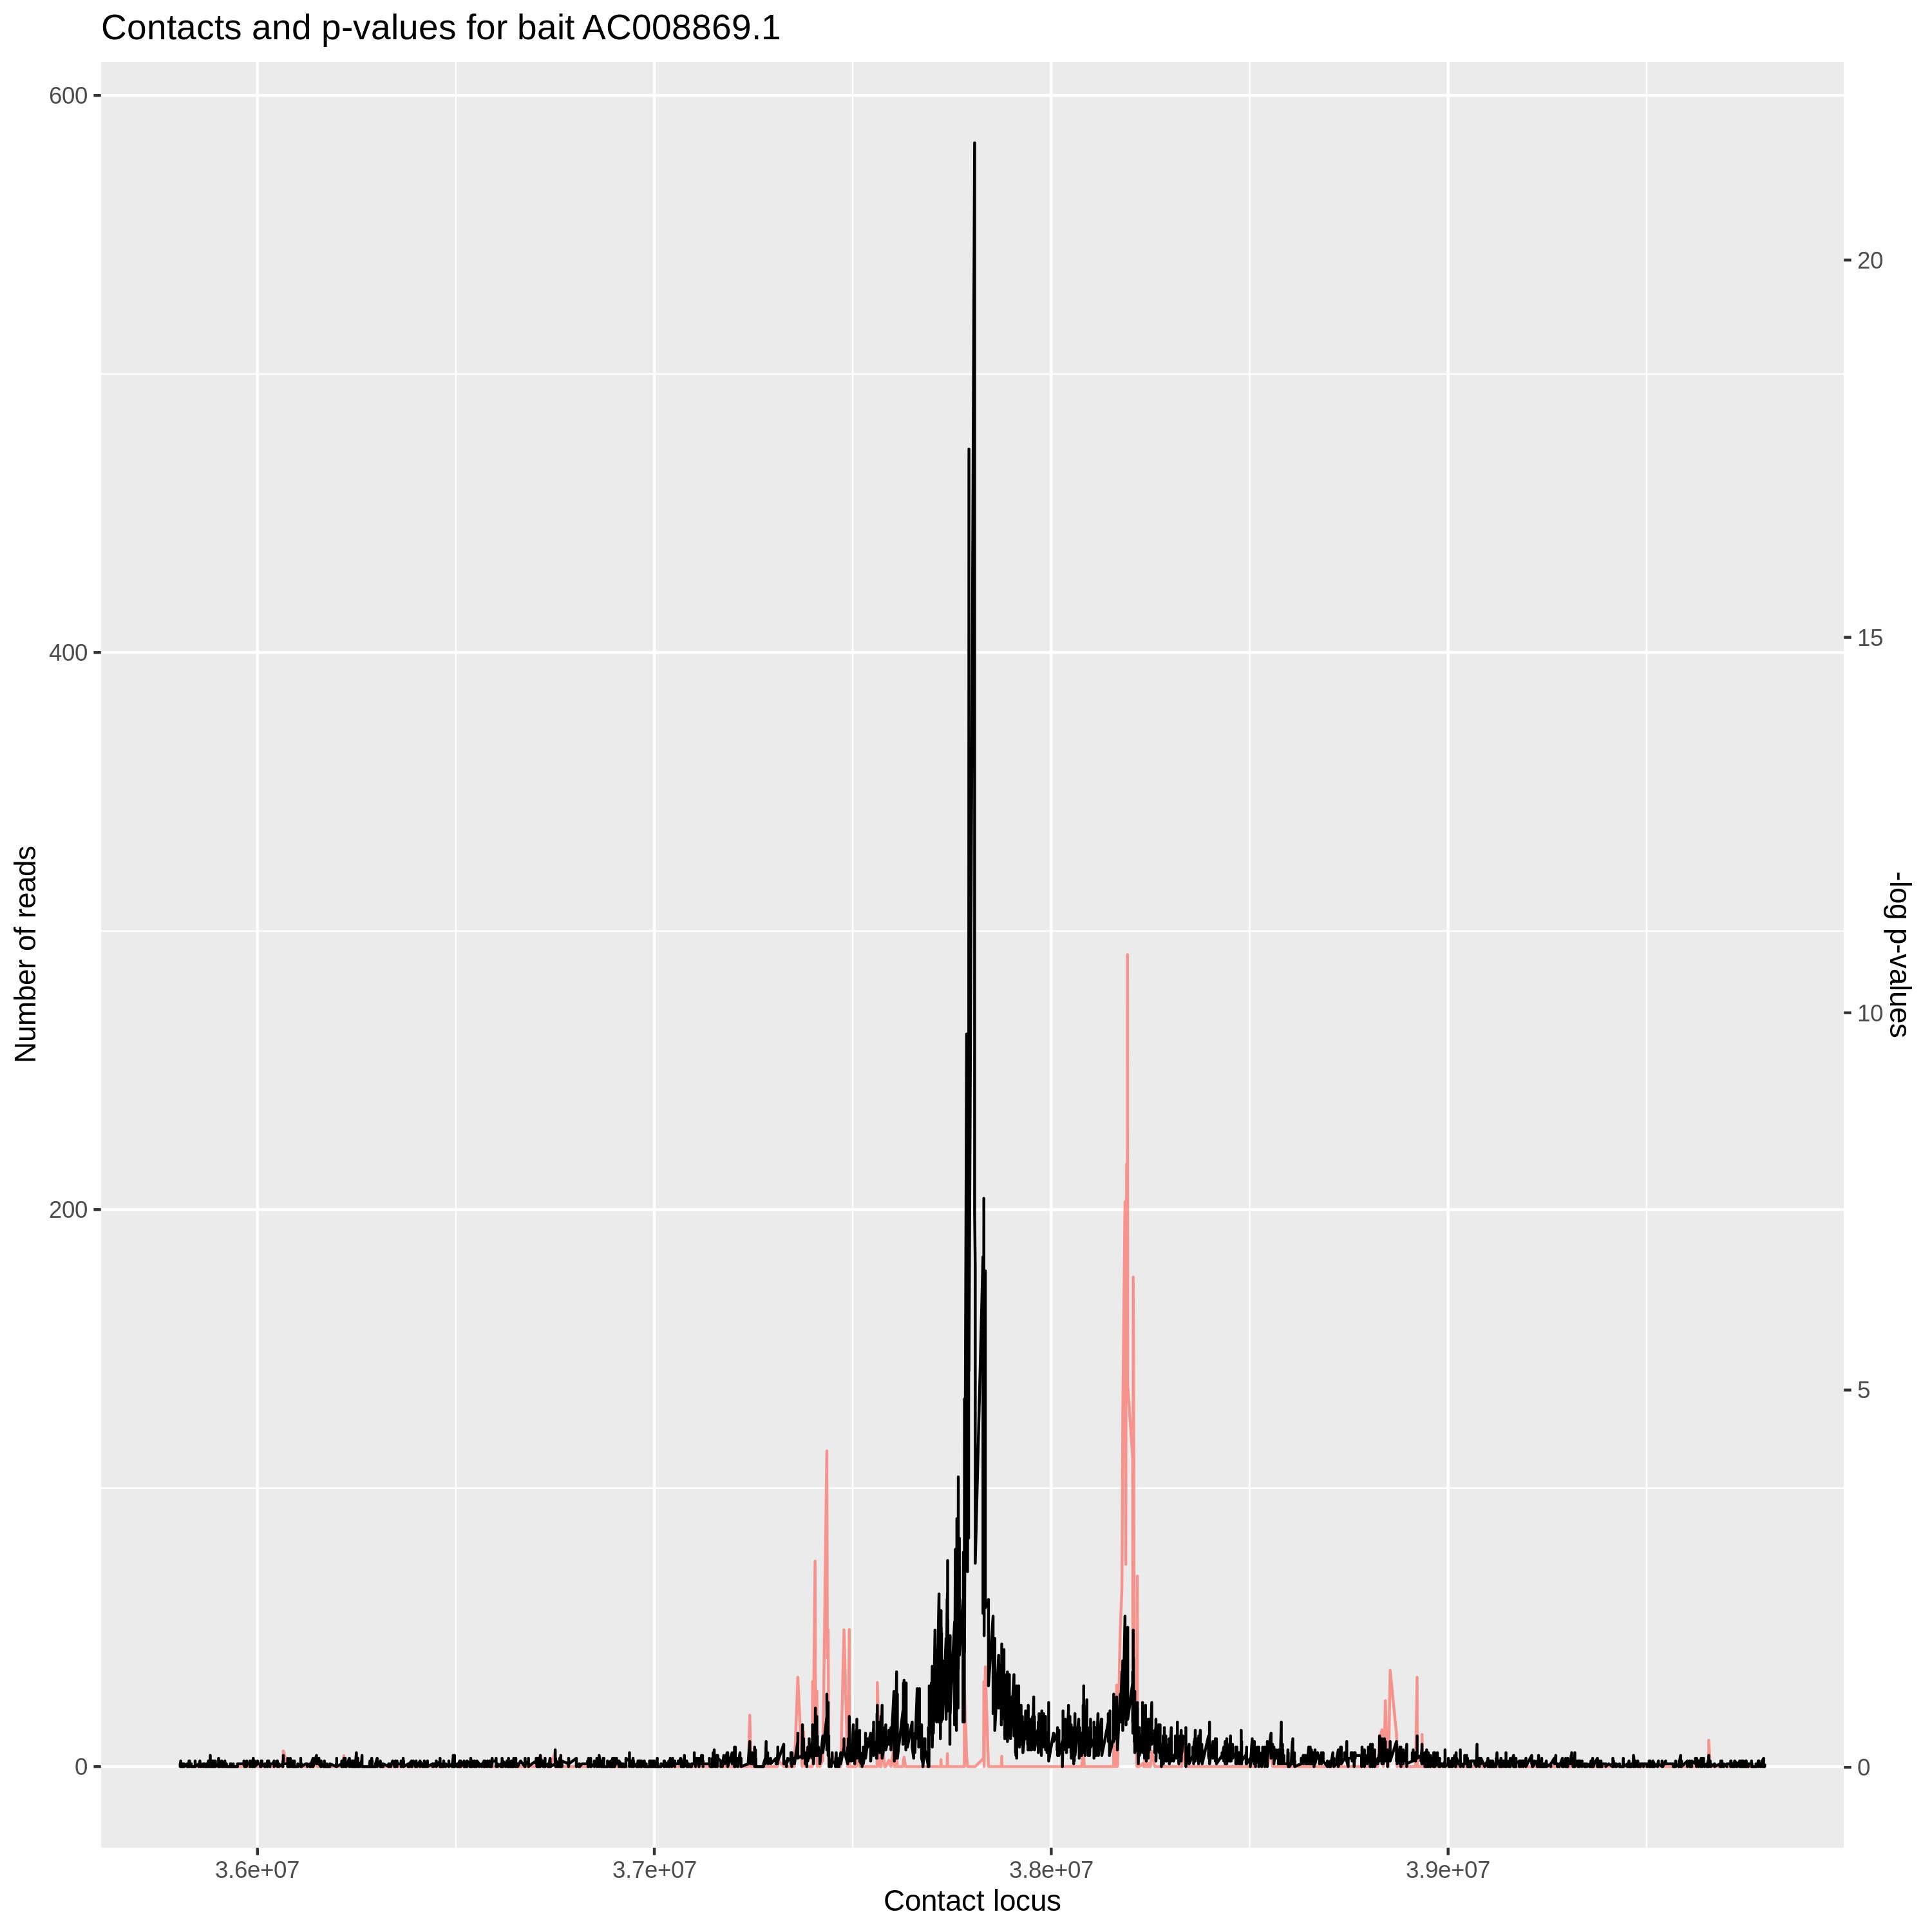 Contacts and p-values for bait AC008869.1
600
400
200
0
Number of reads
20
15
10
5
0
-log p-values
3.6e+07
3.7e+07
3.8e+07
3.9e+07
Contact locus